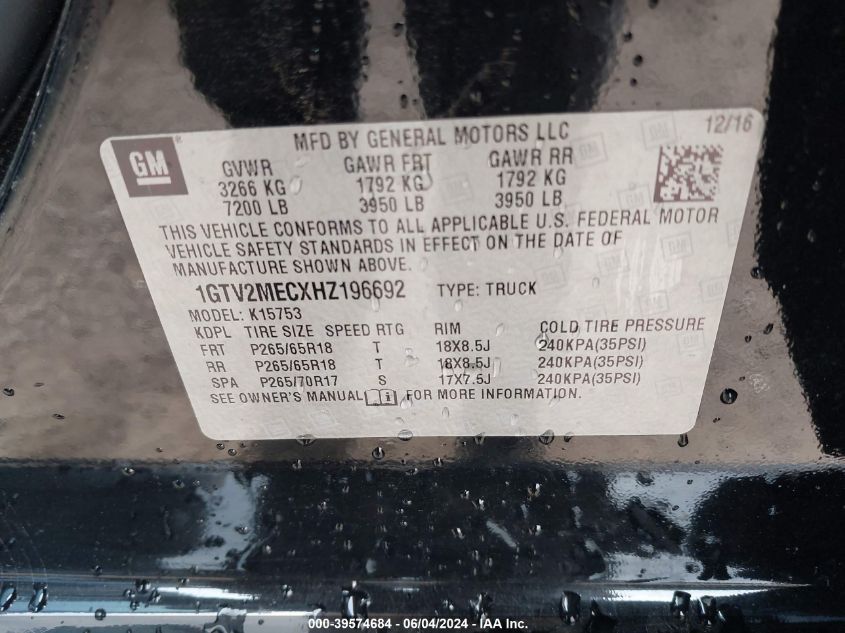 12/16
MFD BY GENERAL MOTORS LLC
GM
GVWR GAWR FRT GAWR RR
3266 KG 1792 KG 1792 KG
7200 LB 3950 LB 3950 LB
THIS VEHICLE CONFORMS TO ALL APPLICABLE U.S. FEDERAL MOTOR
VEHICLE SAFETY STANDARDS IN EFFECT ON THE DATE OF
MANUFACTURE SHOWN ABOVE.
1GTV2MECXHZ196692 TYPE: TRUCK
MODEL: K15753
KDPL TIRE SIZE SPEED RTG RIM COLD TIRE PRESSURE
FRT P265/65R18 T 18X8.5J 240KPA(35PSI)
RR P265/65R18 T 18X8.5J 240KPA(35PSI)
SPA P265/70R17 S 17X7.5J 240KPA(35PSI)
SEE OWNER'S MANUAL FOR MORE INFORMATION.
000-39574684 - 06/04/2024 - IAA Inc.